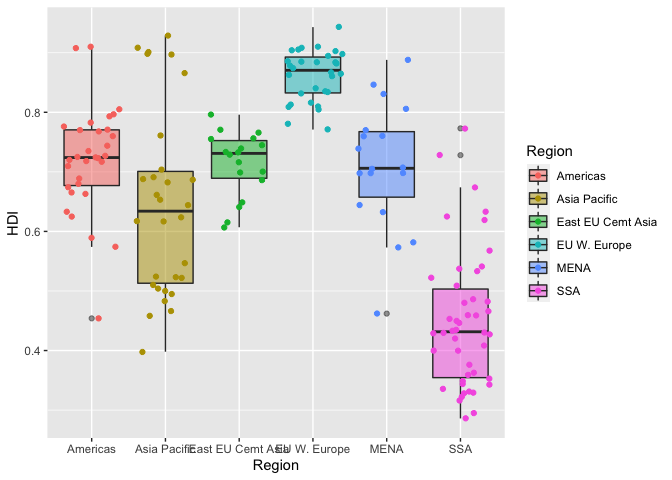 HDI
0.8
0.6
0.4
Americas
Asia Pacific
East EU Cemt Asia
EU W. Europe
MENA
SSA
Region
Region
Americas
Asia Pacific
East EU Cemt Asia
EU W. Europe
MENA
SSA